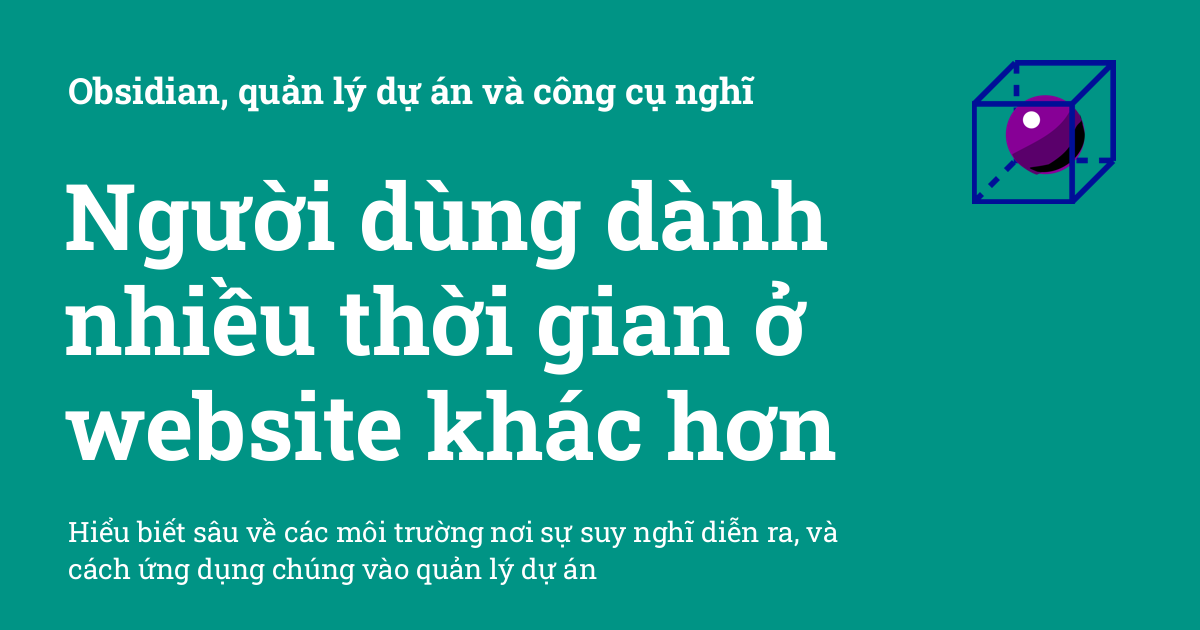 Obsidian, quản lý dự án và công cụ nghĩ
Người dùng dành
nhiều thời gian ở
website khác hơn
Hiểu biết sâu về các môi trường nơi sự suy nghĩ diễn ra, và
cách ứng dụng chúng vào quản lý dự án